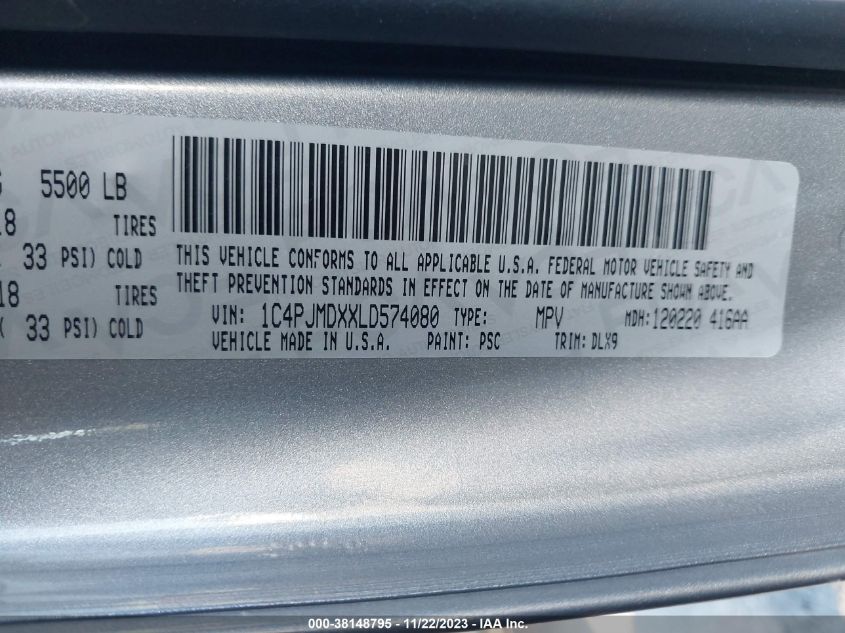 5500 LB
18 TIRES
33 PSI) COLD
18 TIRES
33 PSI) COLD
THIS VEHICLE CONFORMS TO ALL APPLICABLE U.S.A. FEDERAL MOTOR VEHICLE SAFETY AND
THEFT PREVENTION STANDARDS IN EFFECT ON THE DATE OF MANUFACTURE SHOWN ABOVE.
VIN: 1C4PJMDXXLD574080 TYPE: MPV MDH:120220 416AA
VEHICLE MADE IN U.S.A. PAINT: PSC TRIM: DLX9
000-38148795 - 11/22/2023 - IAA Inc.